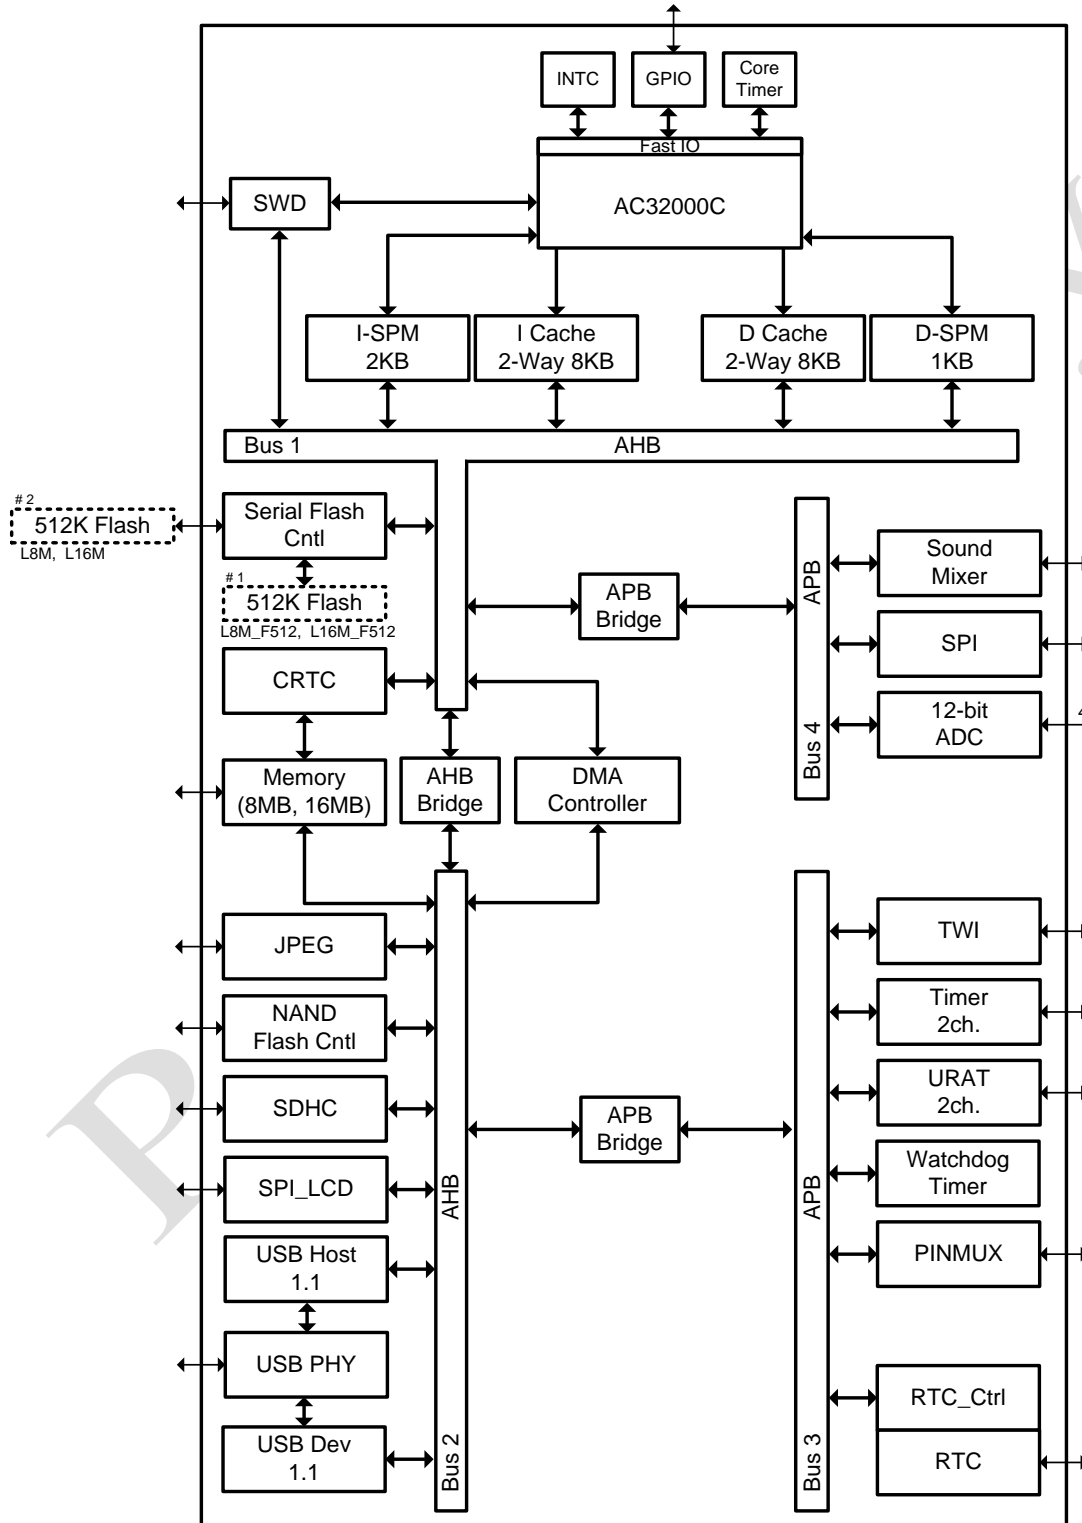 INTC
GPIO
Core
Timer
Fast IO
AC32000C
SWD
I-SPM
2KB
I Cache
2-Way 8KB
D Cache
2-Way 8KB
D-SPM
1KB
Bus 1
AHB
# 2
512K Flash
L8M, L16M
Serial Flash
Cntl
# 1
512K Flash
L8M_F512, L16M_F512
CRTC
Memory
(8MB, 16MB)
AHB
Bridge
DMA
Controller
APB
Bridge
APB
Bus 4
Sound
Mixer
SPI
12-bit
ADC
4
JPEG
NAND
Flash Cntl
SDHC
SPI_LCD
USB Host
1.1
USB PHY
USB Dev
1.1
AHB
Bus 2
APB
Bridge
APB
Bus 3
TWI
Timer
2ch.
URAT
2ch.
Watchdog
Timer
PINMUX
RTC_Ctrl
RTC
P